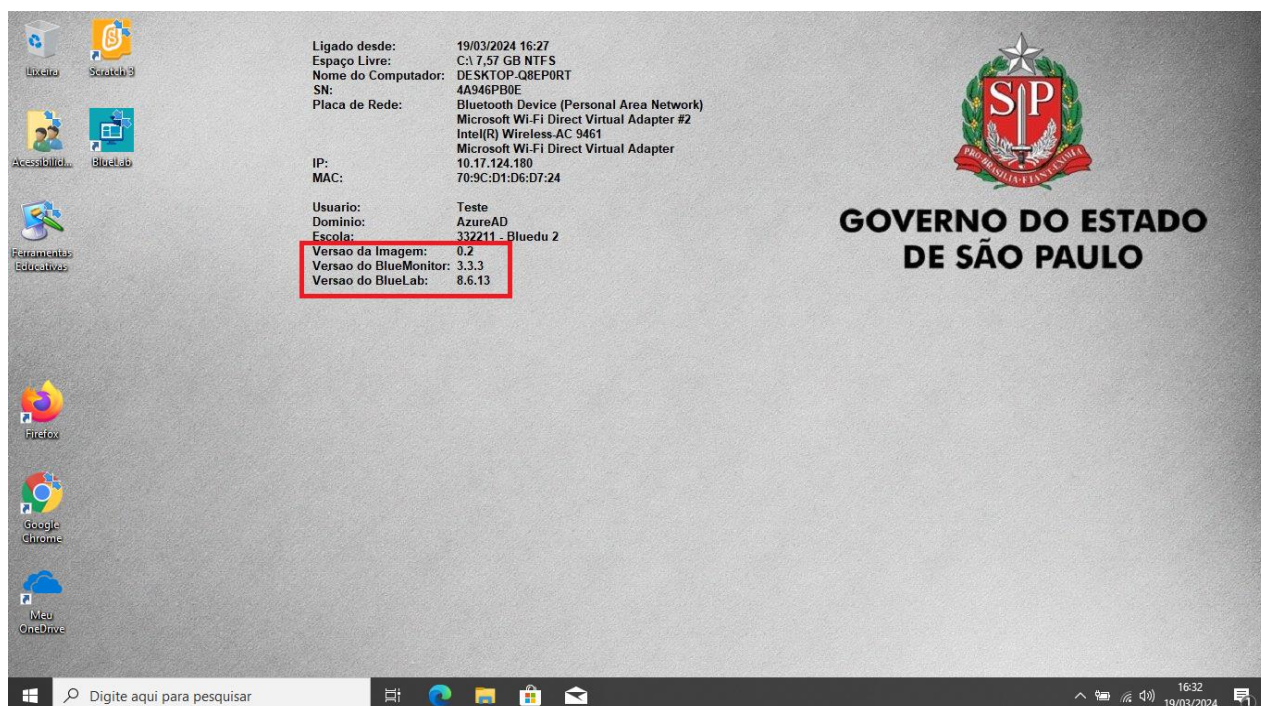 Lixeira
Scratch 3
Acessibilid...
BlueLab
Ferramentas
Educativas
Firefox
Google
Chrome
Meu
OneDrive
Ligado desde: 19/03/2024 16:27
Espaço Livre: C:\ 7,57 GB NTFS
Nome do Computador: DESKTOP-Q8EP0RT
SN: 4A946PB0E
Placa de Rede: Bluetooth Device (Personal Area Network)
Microsoft Wi-Fi Direct Virtual Adapter #2
Intel(R) Wireless-AC 9461
Microsoft Wi-Fi Direct Virtual Adapter
IP: 10.17.124.180
MAC: 70:9C:D1:D6:D7:24
Usuario: Teste
Dominio: AzureAD
Escola: 332211 - Bluedu 2
Versao da Imagem: 0.2
Versao do BlueMonitor: 3.3.3
Versao do BlueLab: 8.6.13
SP
GOVERNO DO ESTADO
DE SÃO PAULO
Digite aqui para pesquisar
16:32
19/03/2024